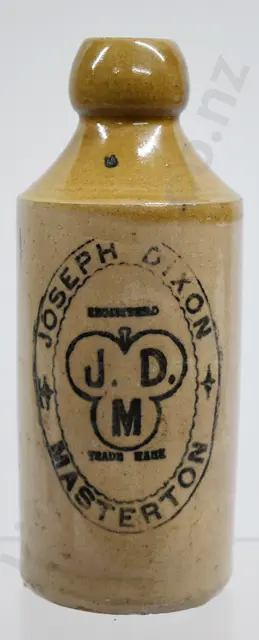 JOSEPH DIXON
REGISTERED
J. D.
M
TRADE MARK
MASTERTON